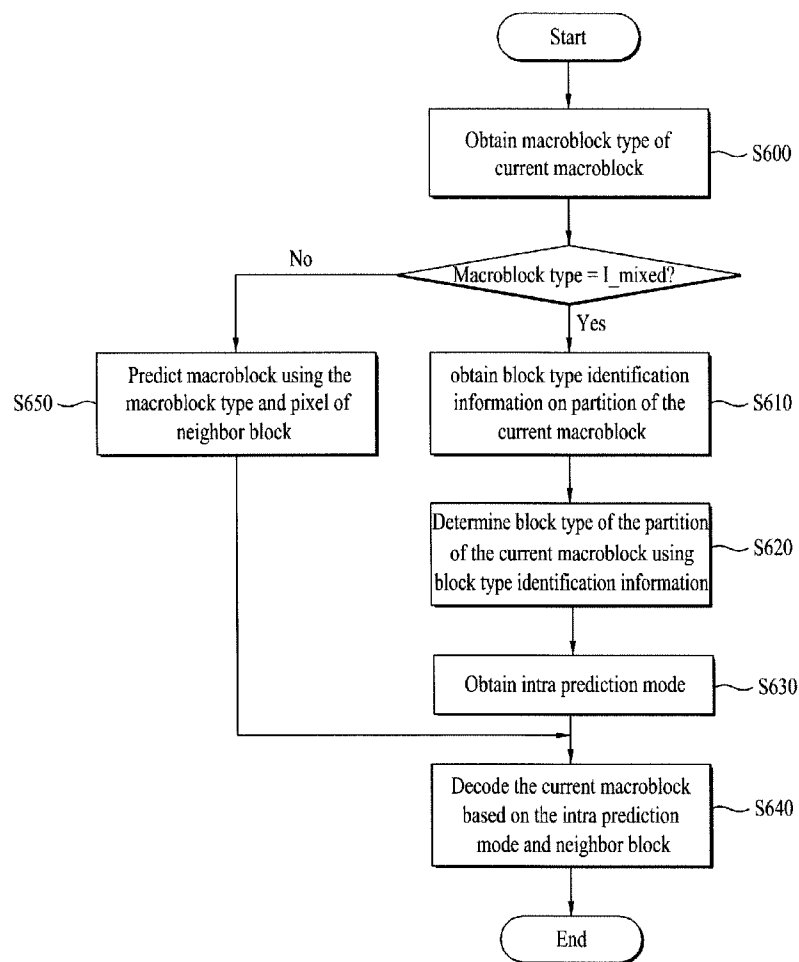 Start
Obtain macroblock type of
current macroblock
S600
Macroblock type = I_mixed?
No
Yes
Predict macroblock using the
macroblock type and pixel of
neighbor block
S650
obtain block type identification
information on partition of the
current macroblock
S610
Determine block type of the partition
of the current macroblock using
block type identification information
S620
Obtain intra prediction mode
S630
Decode the current macroblock
based on the intra prediction
mode and neighbor block
S640
End